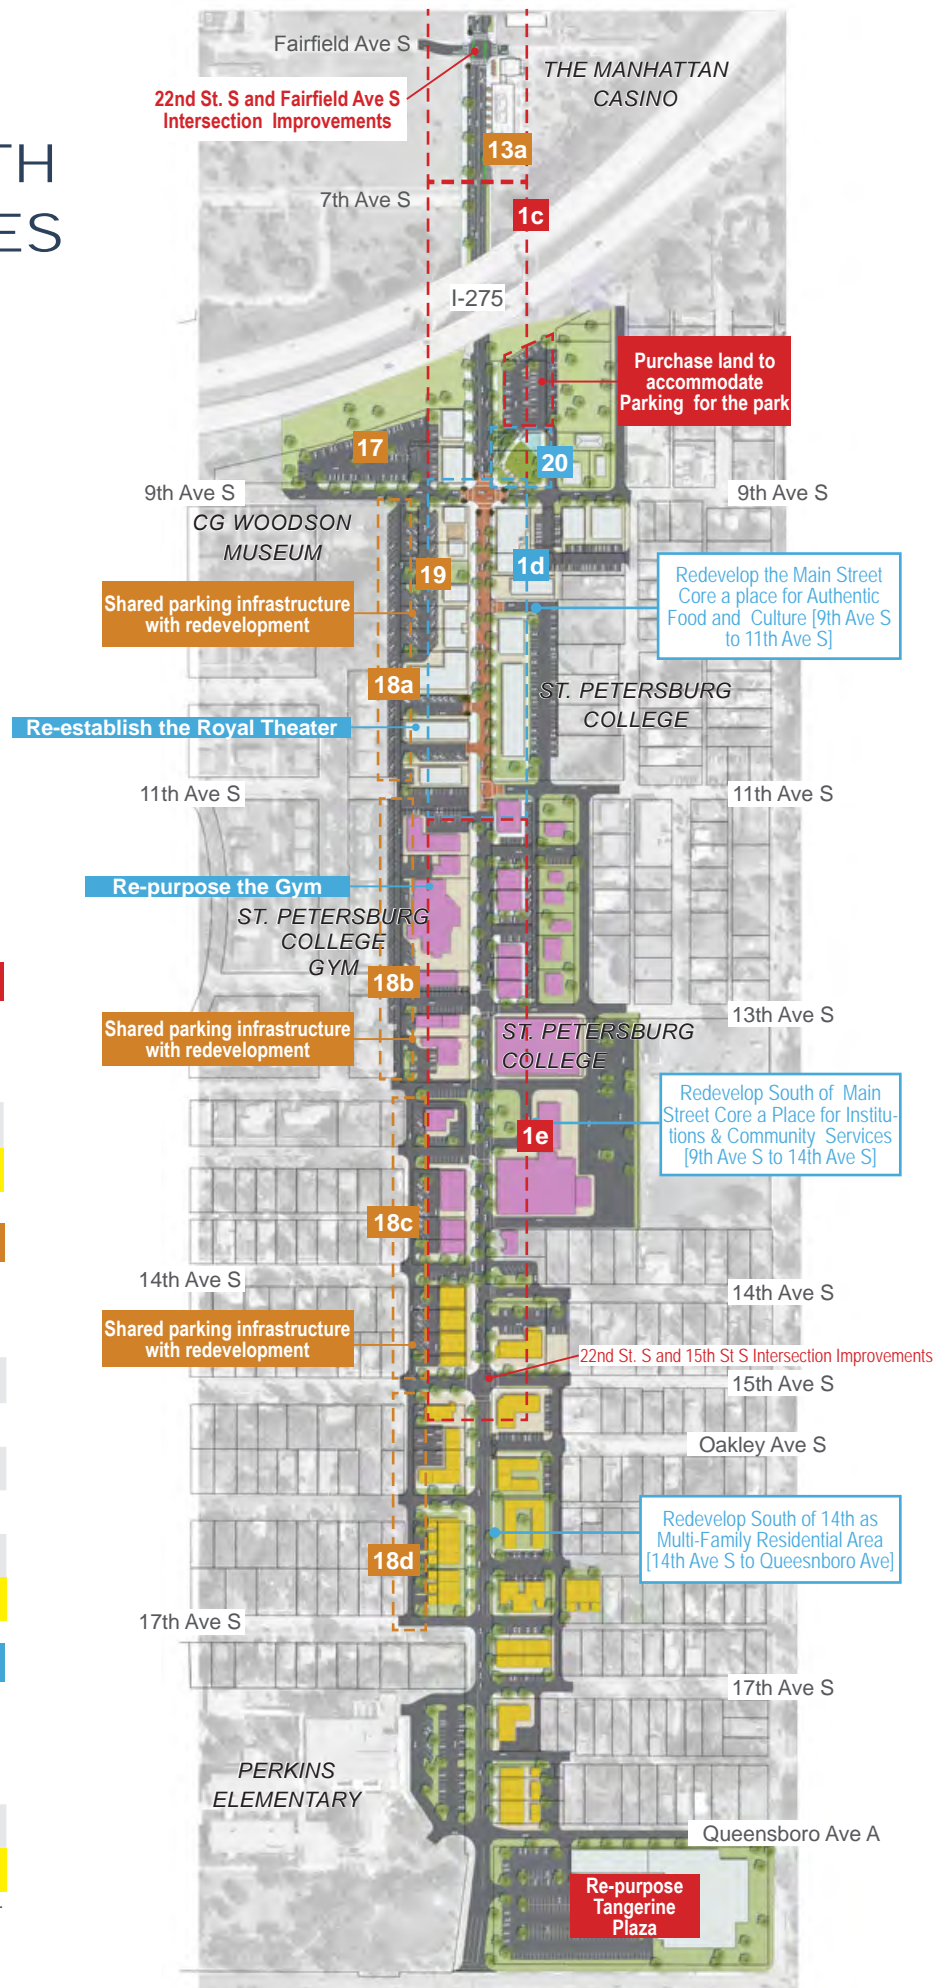 Fairfield Ave S
THE MANHATTAN
CASINO
22nd St. S and Fairfield Ave S
Intersection Improvements
TH
ES
13a
7th Ave S
1c
I-275
Purchase land to
accommodate
Parking for the park
17
20
9th Ave S
9th Ave S
CG WOODSON
MUSEUM
19
1d
Redevelop the Main Street
Core a place for Authentic
Food and Culture [9th Ave S
to 11th Ave S]
Shared parking infrastructure
with redevelopment
18a
ST. PETERSBURG
COLLEGE
Re-establish the Royal Theater
11th Ave S
11th Ave S
Re-purpose the Gym
ST. PETERSBURG
COLLEGE
GYM
18b
13th Ave S
Shared parking infrastructure
with redevelopment
ST. PETERSBURG
COLLEGE
Redevelop South of Main
Street Core a Place for Institu-
tions & Community Services
[9th Ave S to 14th Ave S]
1e
18c
14th Ave S
14th Ave S
Shared parking infrastructure
with redevelopment
22nd St. S and 15th St S Intersection Improvements
15th Ave S
Oakley Ave S
Redevelop South of 14th as
Multi-Family Residential Area
[14th Ave S to Queesnboro Ave]
18d
17th Ave S
17th Ave S
PERKINS
ELEMENTARY
Queensboro Ave A
Re-purpose
Tangerine
Plaza